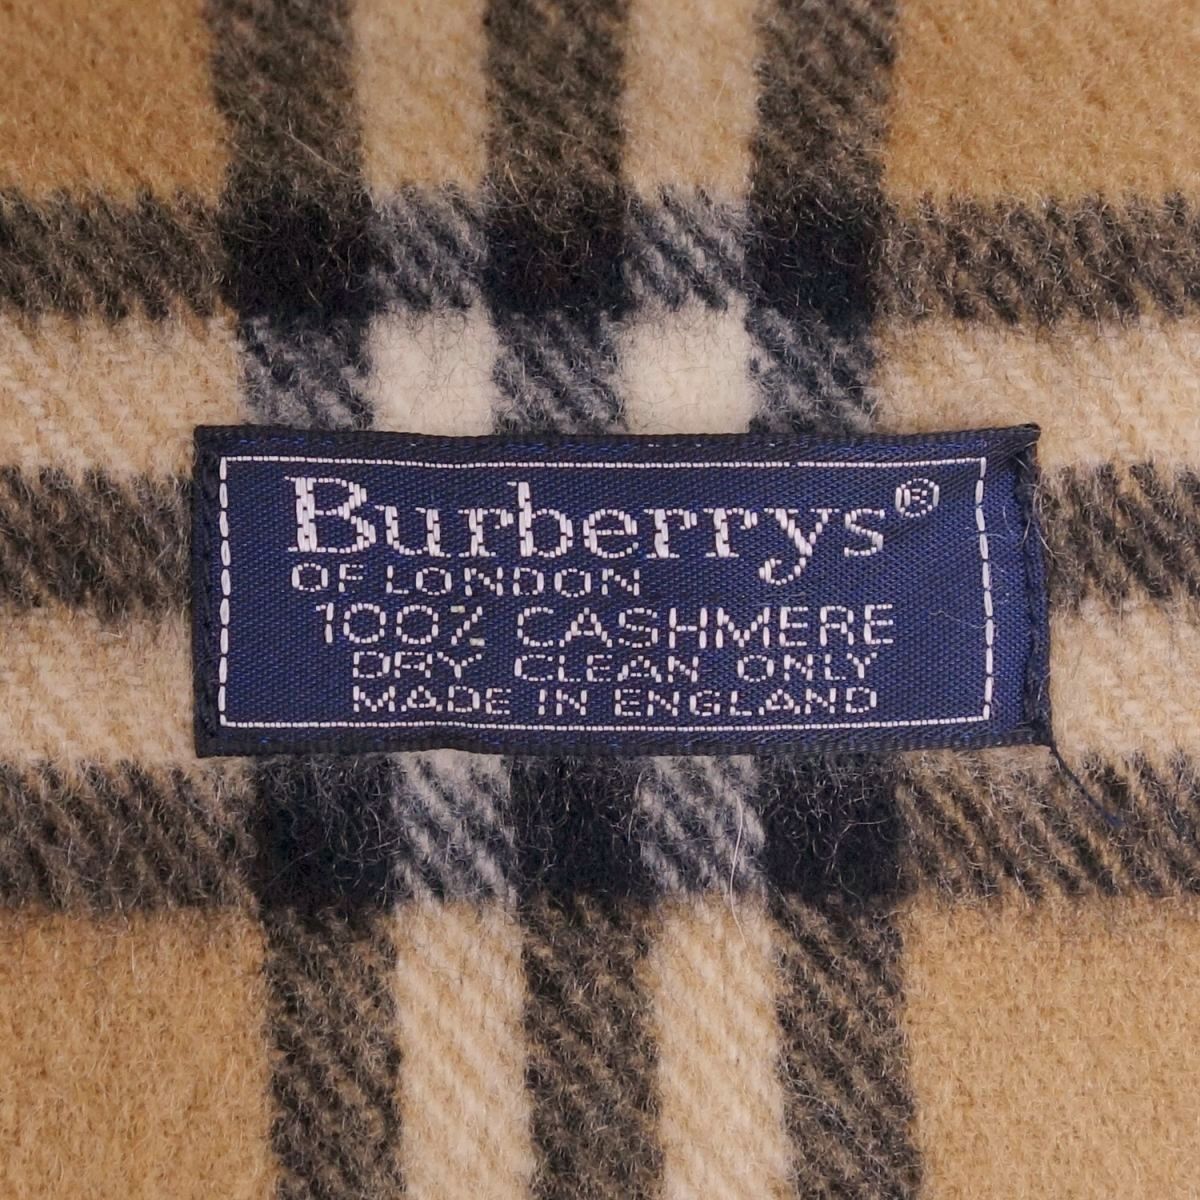 Burberrys®
OF LONDON
100% CASHMERE
DRY CLEAN ONLY
MADE IN ENGLAND